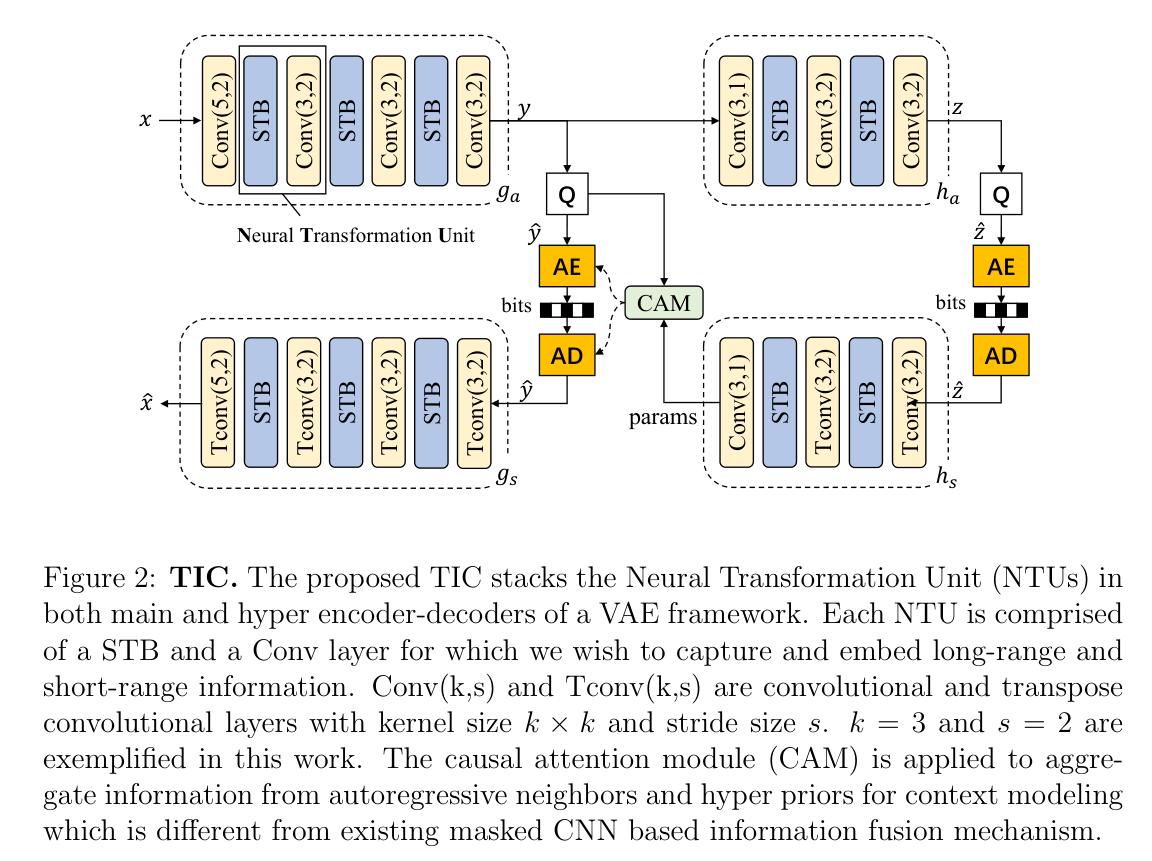 x
Conv(5,2)
STB
Conv(3,2)
STB
Conv(3,2)
STB
Conv(3,2)
g_a
y
Conv(3,1)
STB
Conv(3,2)
STB
Conv(3,2)
h_a
z
Neural Transformation Unit
Q
ŷ
AE
bits
AD
CAM
Q
ẑ
AE
bits
AD
x̂
Tconv(5,2)
STB
Tconv(3,2)
STB
Tconv(3,2)
STB
Tconv(3,2)
g_s
ŷ
params
Conv(3,1)
STB
Tconv(3,2)
STB
Tconv(3,2)
h_s
ẑ
Figure 2: TIC. The proposed TIC stacks the Neural Transformation Unit (NTUs) in
both main and hyper encoder-decoders of a VAE framework. Each NTU is comprised
of a STB and a Conv layer for which we wish to capture and embed long-range and
short-range information. Conv(k,s) and Tconv(k,s) are convolutional and transpose
convolutional layers with kernel size k × k and stride size s. k = 3 and s = 2 are
exemplified in this work. The causal attention module (CAM) is applied to aggre-
gate information from autoregressive neighbors and hyper priors for context modeling
which is different from existing masked CNN based information fusion mechanism.